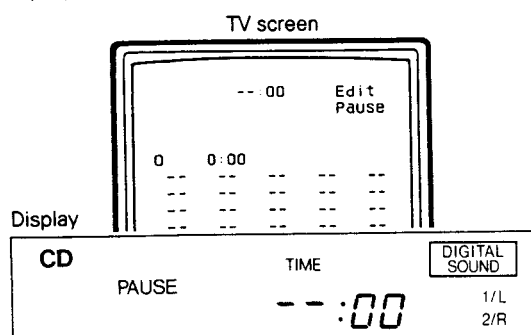 TV screen
--:00 Edit
Pause
0 0:00
-- -- -- -- --
-- -- -- -- --
-- -- -- -- --
-- -- -- -- --
Display
CD TIME DIGITAL
SOUND
PAUSE --:00 1/L
2/R